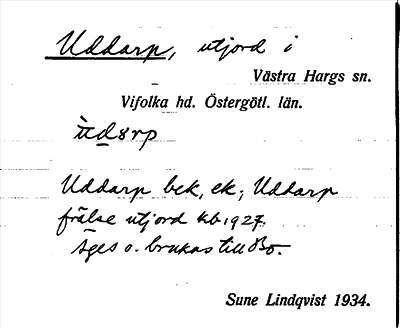 Uddarp, utjord i
Västra Hargs sn.
Vifolka hd. Östergötl. län.
Uddarp bek, ek; Uddarp
frälse utjord kb 1927.
Äges o. brukas till Bo.
Sune Lindqvist 1934.